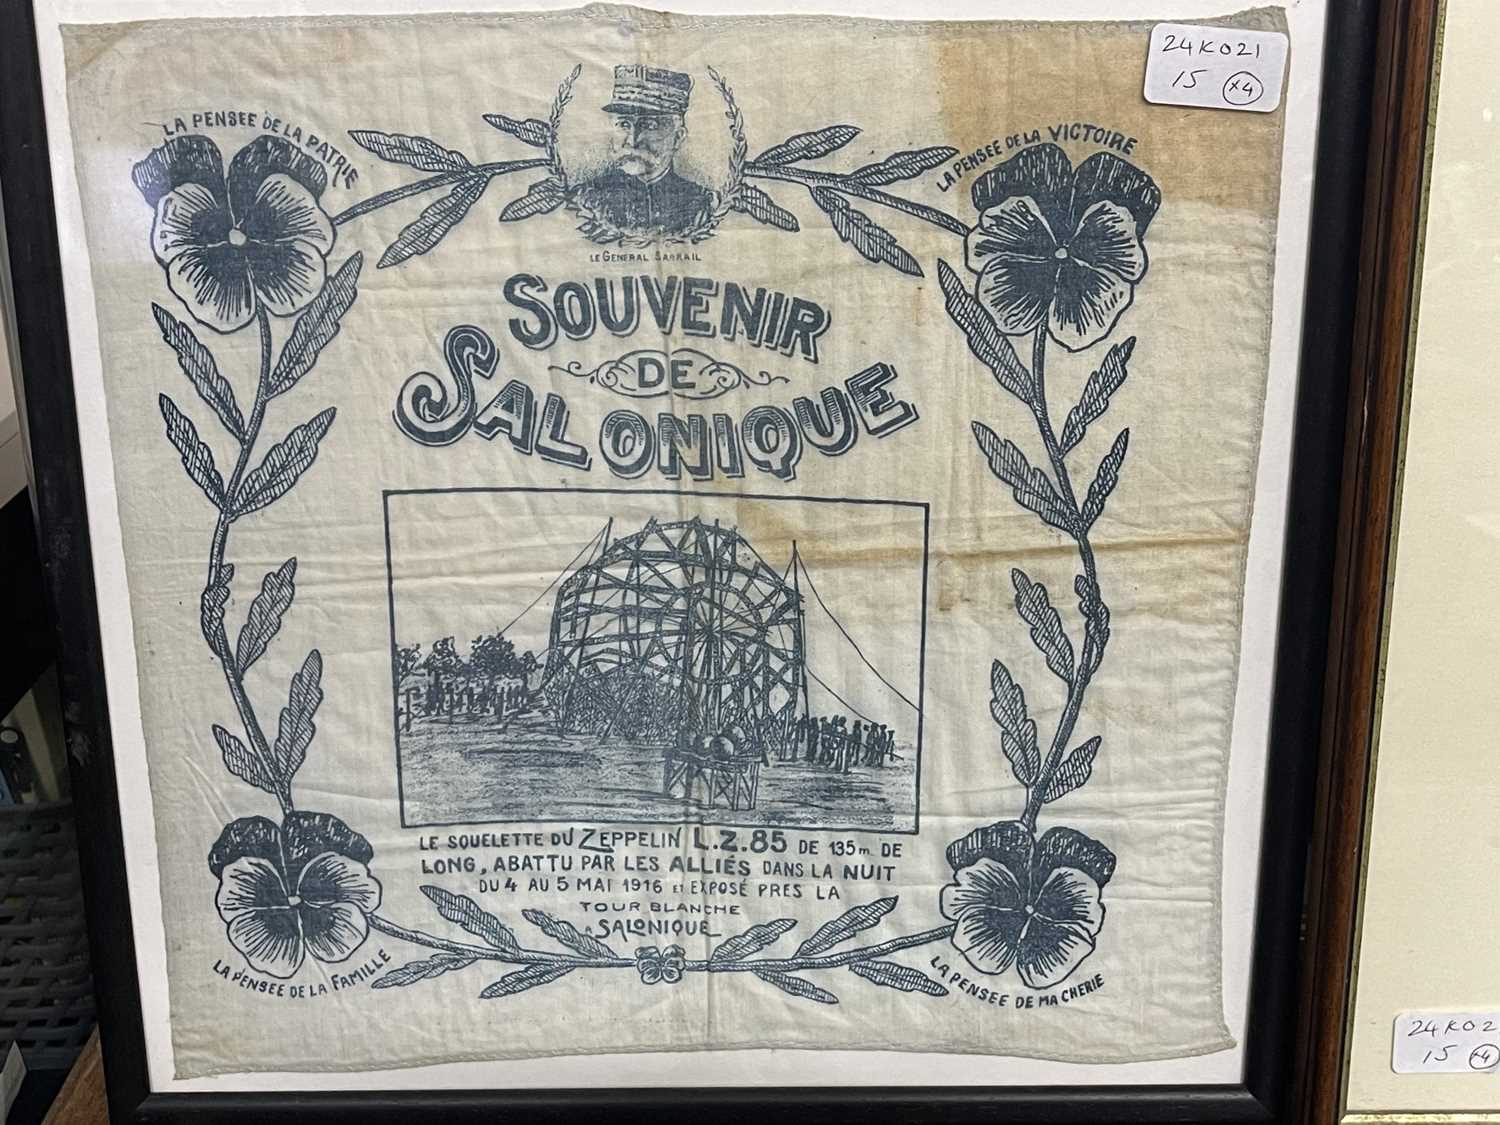 24K021
15 x4
LA PENSEE DE LA PATRIE
LA PENSEE DE LA VICTOIRE
LE GENERAL SARRAIL
SOUVENIR
DE
SALONIQUE
LE SQUELETTE DU ZEPPELIN L.Z.85 DE 135m. DE
LONG, ABATTU PAR LES ALLIÉS DANS LA NUIT
DU 4 AU 5 MAI 1916 ET EXPOSÉ PRES LA
TOUR BLANCHE
A SALONIQUE
LA PENSEE DE LA FAMILLE
LA PENSEE DE MA CHERIE
24K02
15 x4